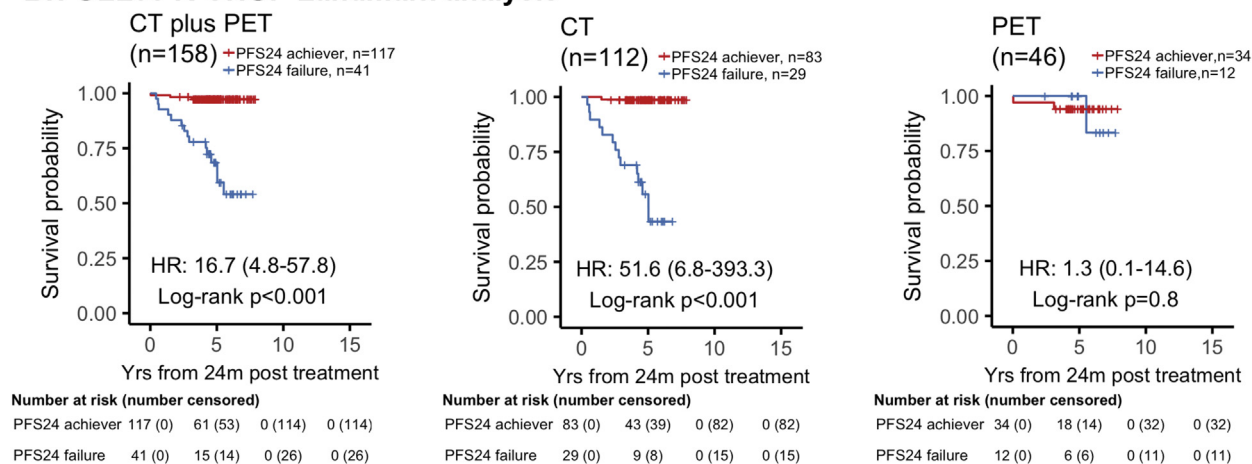 CT plus PET
(n=158)
PFS24 achiever, n=117
PFS24 failure, n=41
1.00
0.75
0.50
0.25
0.00
Survival probability
HR: 16.7 (4.8-57.8)
Log-rank p<0.001
0 5 10 15
Yrs from 24m post treatment
Number at risk (number censored)
PFS24 achiever 117 (0) 61 (53) 0 (114) 0 (114)
PFS24 failure 41 (0) 15 (14) 0 (26) 0 (26)
CT
(n=112)
PFS24 achiever, n=83
PFS24 failure, n=29
1.00
0.75
0.50
0.25
0.00
Survival probability
HR: 51.6 (6.8-393.3)
Log-rank p<0.001
0 5 10 15
Yrs from 24m post treatment
Number at risk (number censored)
PFS24 achiever 83 (0) 43 (39) 0 (82) 0 (82)
PFS24 failure 29 (0) 9 (8) 0 (15) 0 (15)
PET
(n=46)
PFS24 achiever,n=34
PFS24 failure,n=12
1.00
0.75
0.50
0.25
0.00
Survival probability
HR: 1.3 (0.1-14.6)
Log-rank p=0.8
0 5 10 15
Yrs from 24m post treatment
Number at risk (number censored)
PFS24 achiever 34 (0) 18 (14) 0 (32) 0 (32)
PFS24 failure 12 (0) 6 (6) 0 (11) 0 (11)